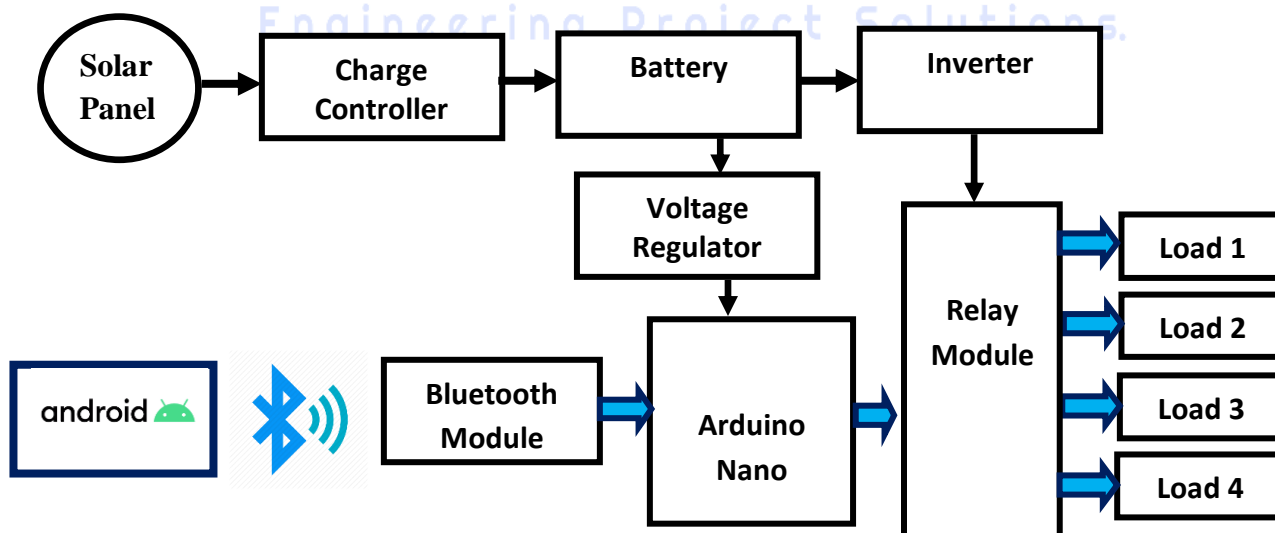 Engineering Project Solutions.
Solar
Panel
Charge
Controller
Battery
Inverter
Voltage
Regulator
Relay
Module
Load 1
Load 2
Load 3
Load 4
android
Bluetooth
Module
Arduino
Nano